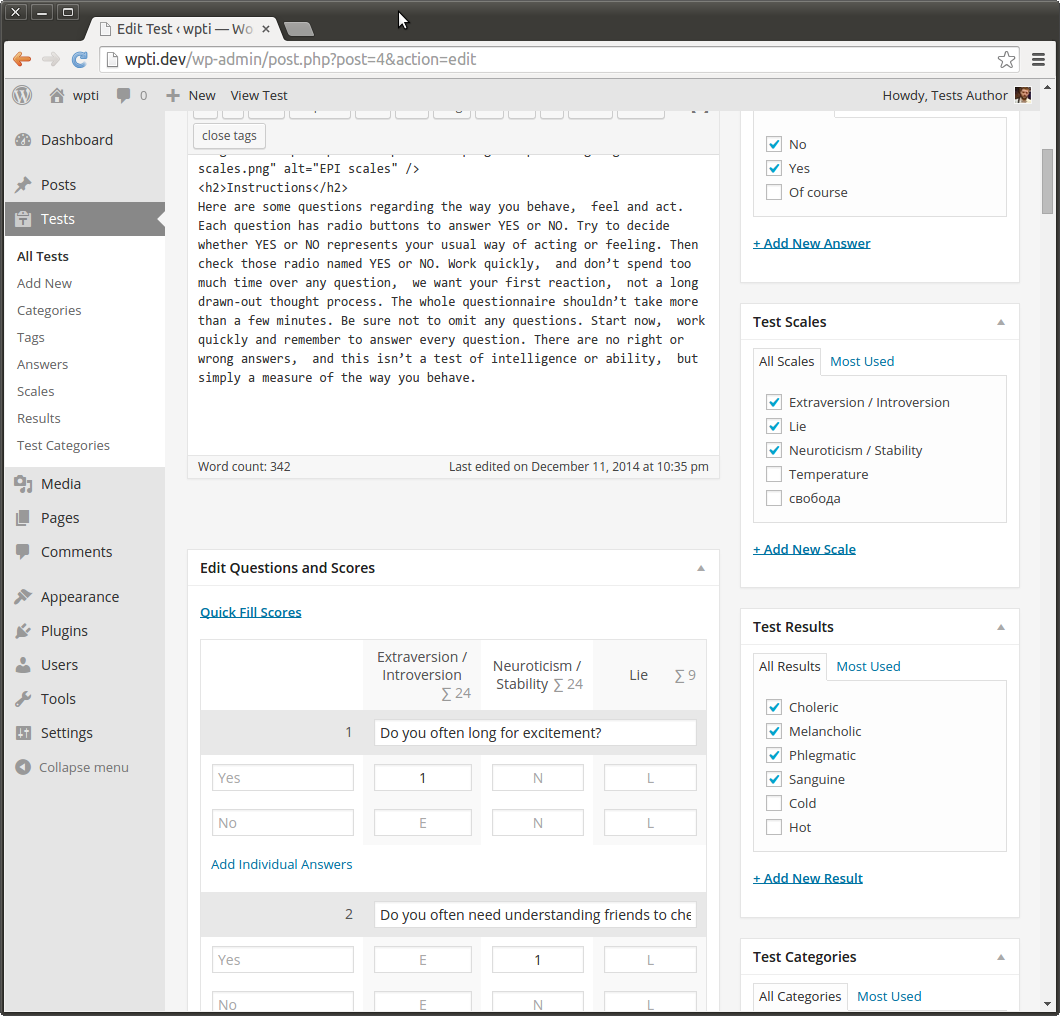 Edit Test ‹ wpti — Wo
wpti.dev/wp-admin/post.php?post=4&action=edit
wpti
0
New
View Test
Howdy, Tests Author
Dashboard
Posts
Tests
All Tests
Add New
Categories
Tags
Answers
Scales
Results
Test Categories
Media
Pages
Comments
Appearance
Plugins
Users
Tools
Settings
Collapse menu
close tags
scales.png" alt="EPI scales" />
<h2>Instructions</h2>
Here are some questions regarding the way you behave,  feel and act.
Each question has radio buttons to answer YES or NO. Try to decide
whether YES or NO represents your usual way of acting or feeling. Then
check those radio named YES or NO. Work quickly,  and don’t spend too
much time over any question,  we want your first reaction,  not a long
drawn-out thought process. The whole questionnaire shouldn’t take more
than a few minutes. Be sure not to omit any questions. Start now,  work
quickly and remember to answer every question. There are no right or
wrong answers,  and this isn’t a test of intelligence or ability,  but
simply a measure of the way you behave.
Word count: 342
Last edited on December 11, 2014 at 10:35 pm
Edit Questions and Scores
Quick Fill Scores
Extraversion /
Introversion
∑ 24
Neuroticism /
Stability ∑ 24
Lie ∑ 9
1 Do you often long for excitement?
Yes 1 N L
No E N L
Add Individual Answers
2 Do you often need understanding friends to che
Yes E 1 L
No E N L
No
Yes
Of course
+ Add New Answer
Test Scales
All Scales Most Used
Extraversion / Introversion
Lie
Neuroticism / Stability
Temperature
свобода
+ Add New Scale
Test Results
All Results Most Used
Choleric
Melancholic
Phlegmatic
Sanguine
Cold
Hot
+ Add New Result
Test Categories
All Categories Most Used